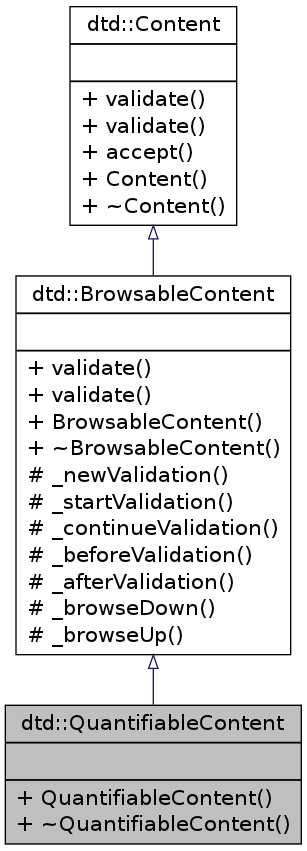 dtd::Content
+ validate()
+ validate()
+ accept()
+ Content()
+ ~Content()
dtd::BrowsableContent
+ validate()
+ validate()
+ BrowsableContent()
+ ~BrowsableContent()
# _newValidation()
# _startValidation()
# _continueValidation()
# _beforeValidation()
# _afterValidation()
# _browseDown()
# _browseUp()
dtd::QuantifiableContent
+ QuantifiableContent()
+ ~QuantifiableContent()